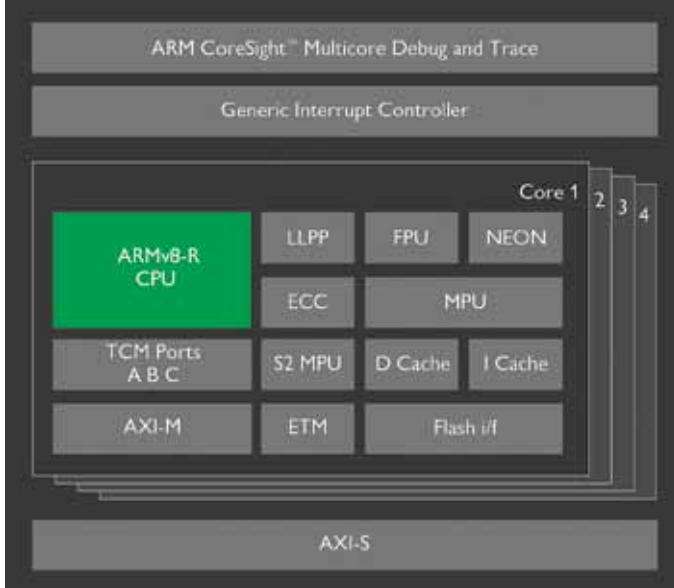 ARM CoreSight™ Multicore Debug and Trace
Generic Interrupt Controller
Core 1 2 3 4
ARMv8-R
CPU
LLPP FPU NEON
ECC MPU
TCM Ports
A B C
S2 MPU D Cache I Cache
AXI-M ETM Flash i/f
AXI-S